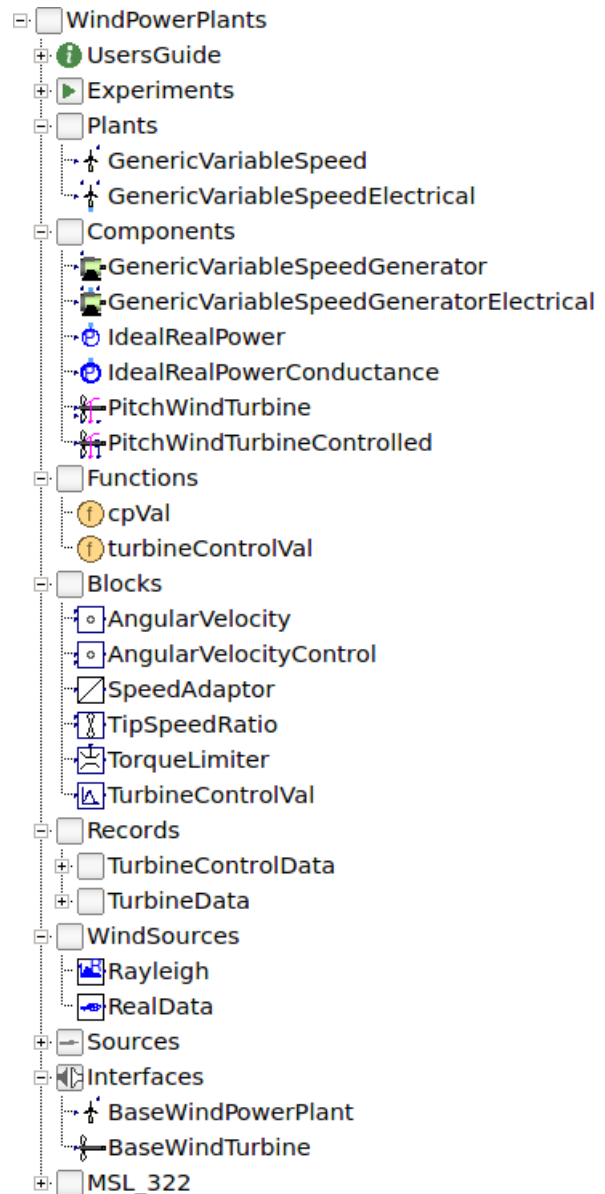 WindPowerPlants
UsersGuide
Experiments
Plants
GenericVariableSpeed
GenericVariableSpeedElectrical
Components
GenericVariableSpeedGenerator
GenericVariableSpeedGeneratorElectrical
IdealRealPower
IdealRealPowerConductance
PitchWindTurbine
PitchWindTurbineControlled
Functions
cpVal
turbineControlVal
Blocks
AngularVelocity
AngularVelocityControl
SpeedAdaptor
TipSpeedRatio
TorqueLimiter
TurbineControlVal
Records
TurbineControlData
TurbineData
WindSources
Rayleigh
RealData
Sources
Interfaces
BaseWindPowerPlant
BaseWindTurbine
MSL_322